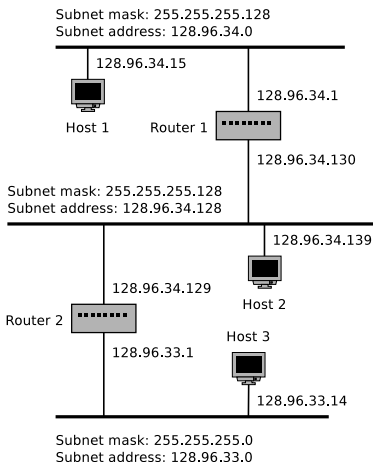 Subnet mask: 255.255.255.128
Subnet address: 128.96.34.0
128.96.34.15
128.96.34.1
Host 1
Router 1
128.96.34.130
Subnet mask: 255.255.255.128
Subnet address: 128.96.34.128
128.96.34.139
128.96.34.129
Host 2
Router 2
Host 3
128.96.33.1
128.96.33.14
Subnet mask: 255.255.255.0
Subnet address: 128.96.33.0